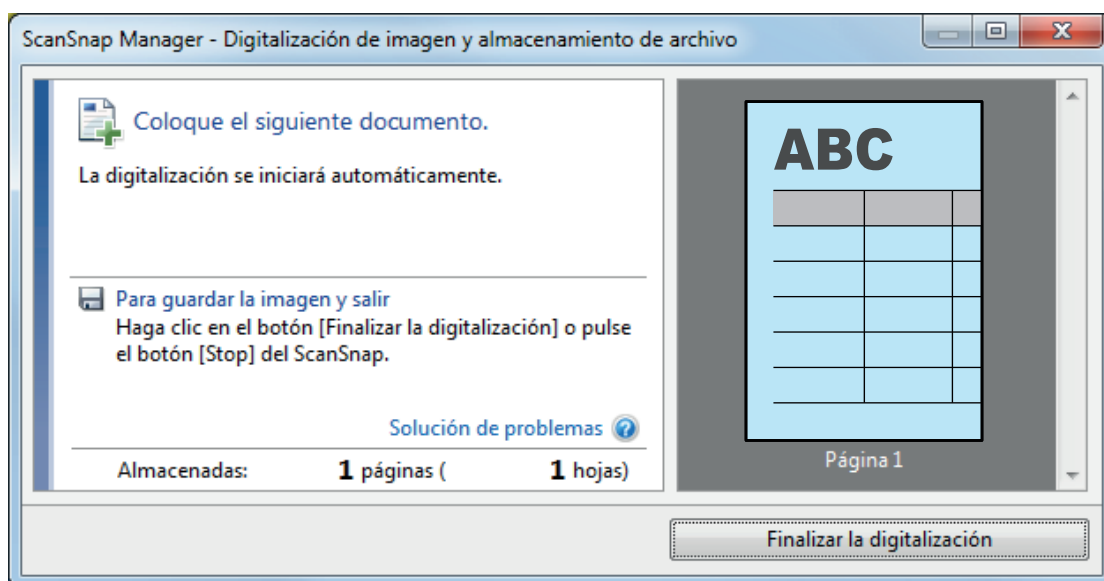 ScanSnap Manager - Digitalización de imagen y almacenamiento de archivo
Coloque el siguiente documento.
La digitalización se iniciará automáticamente.
Para guardar la imagen y salir
Haga clic en el botón [Finalizar la digitalización] o pulse
el botón [Stop] del ScanSnap.
Solución de problemas
Almacenadas: 1 páginas ( 1 hojas)
ABC
Página 1
Finalizar la digitalización